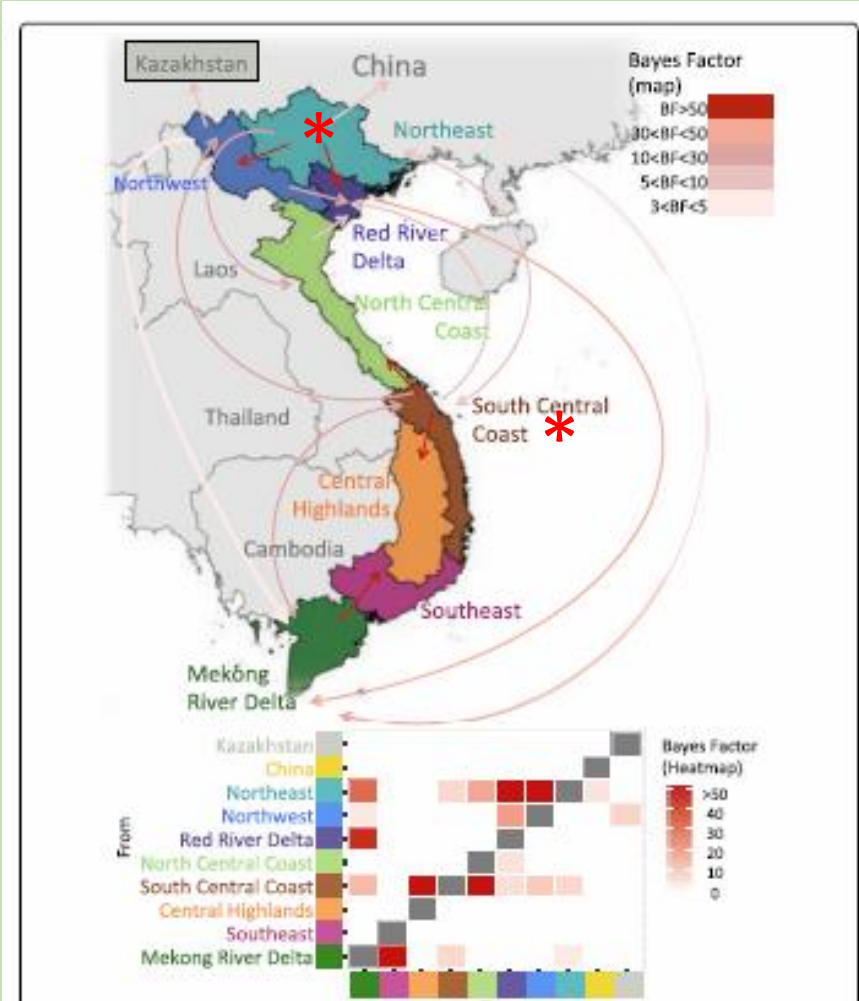 Kazakhstan
China
Bayes Factor
(map)
BF>50
30<BF<50
10<BF<30
5<BF<10
3<BF<5
*
Northeast
Northwest
Red River
Delta
Laos
North Central
Coast
South Central
Coast *
Thailand
Central
Highlands
Cambodia
Southeast
Mekông
River Delta
Bayes Factor
(Heatmap)
>50
40
30
20
10
0
From
Kazakhstan
China
Northeast
Northwest
Red River Delta
North Central Coast
South Central Coast
Central Highlands
Southeast
Mekong River Delta